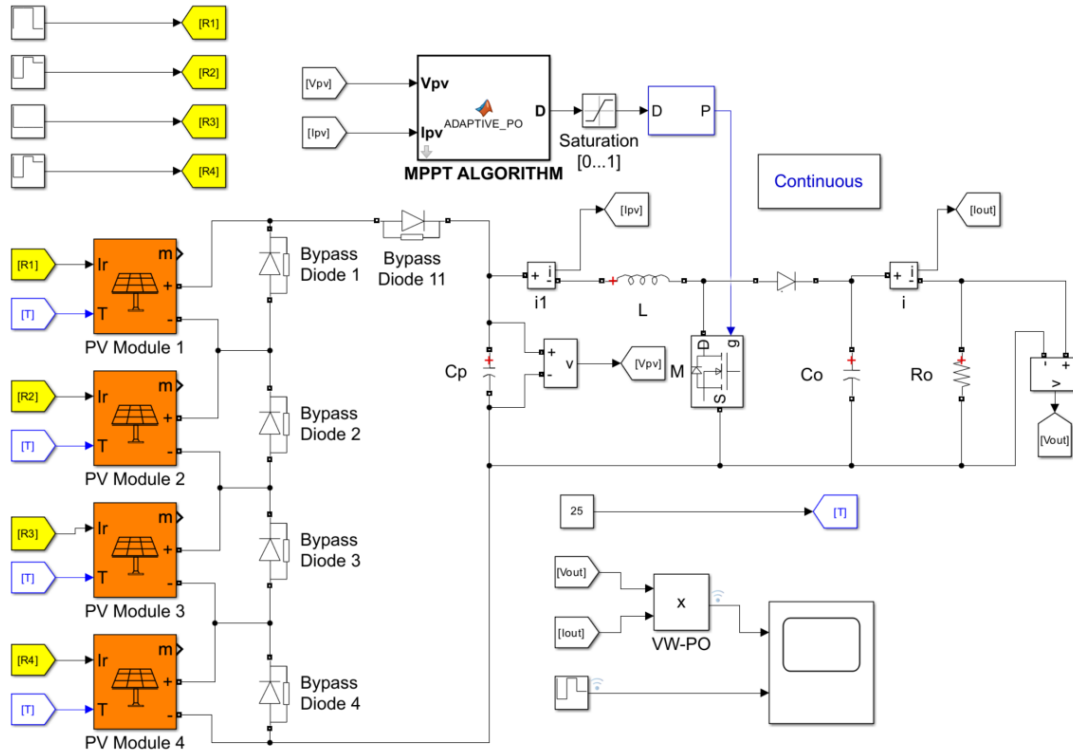 [R1]
[R2]
[R3]
[R4]
[Vpv]
[Ipv]
Vpv
Ipv
ADAPTIVE_PO
D
MPPT ALGORITHM
Saturation
[0...1]
D
P
Continuous
[R1]
[T]
Ir
T
m
+
-
PV Module 1
[R2]
[T]
Ir
T
m
+
-
PV Module 2
[R3]
[T]
Ir
T
m
+
-
PV Module 3
[R4]
[T]
Ir
T
m
+
-
PV Module 4
Bypass
Diode 1
Bypass
Diode 2
Bypass
Diode 3
Bypass
Diode 4
Bypass
Diode 11
+
i
-
i1
[Ipv]
+
L
+
Cp
+
-
v
[Vpv]
M
D
g
S
+
Co
+
i
-
i
[Iout]
+
Ro
-
+
v
[Vout]
25
[T]
[Vout]
[Iout]
x
VW-PO